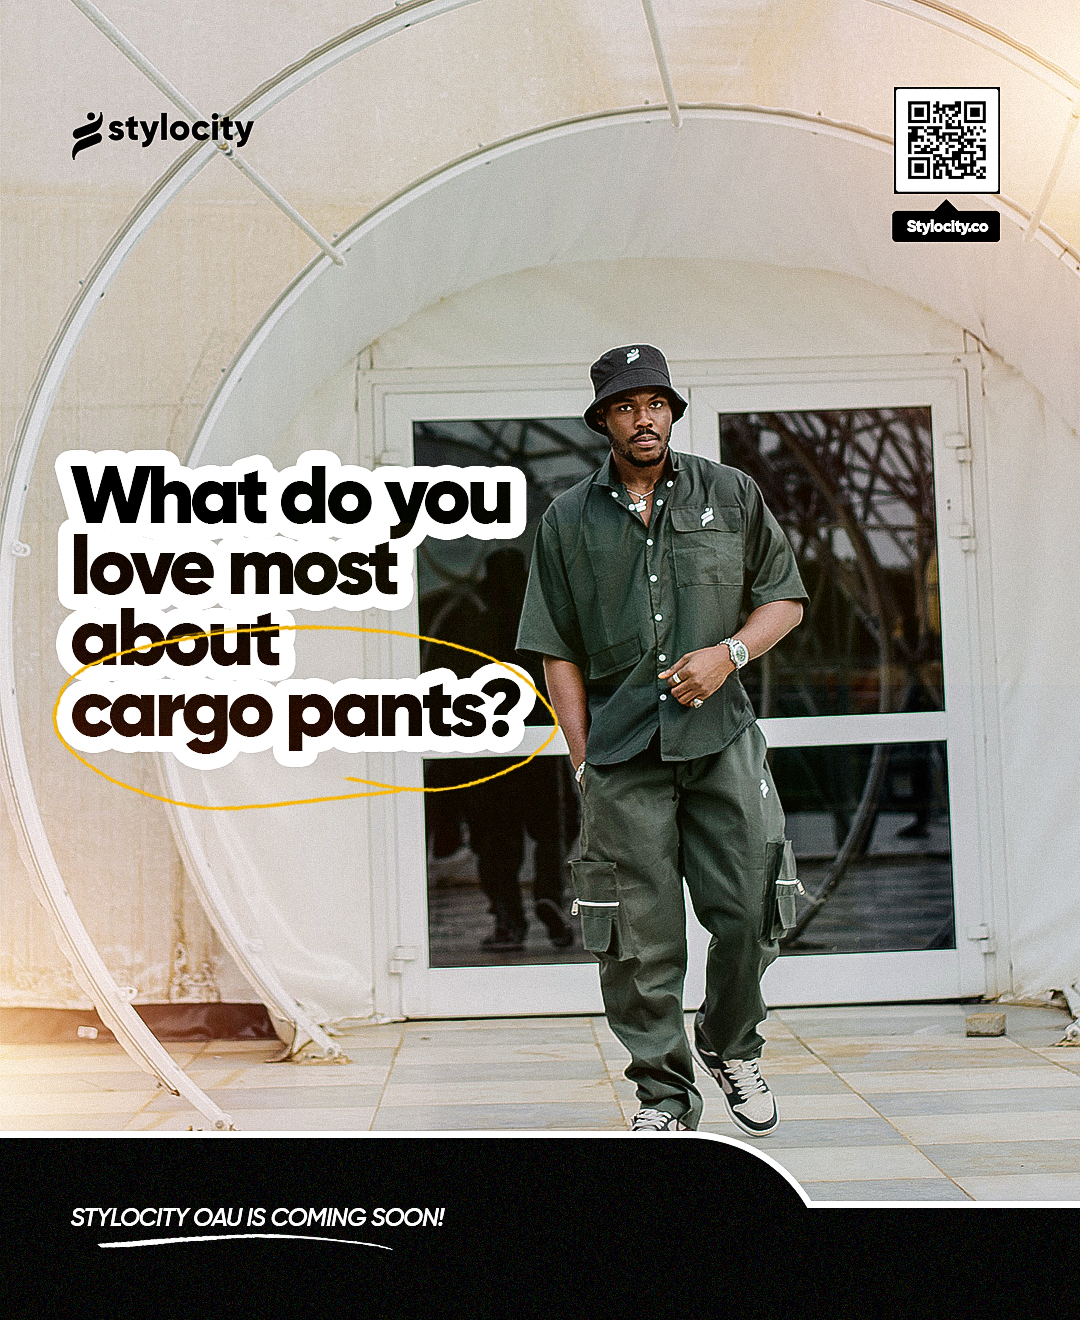 stylocity
Stylocity.co
What do you
love most
about
cargo pants?
STYLOCITY OAU IS COMING SOON!